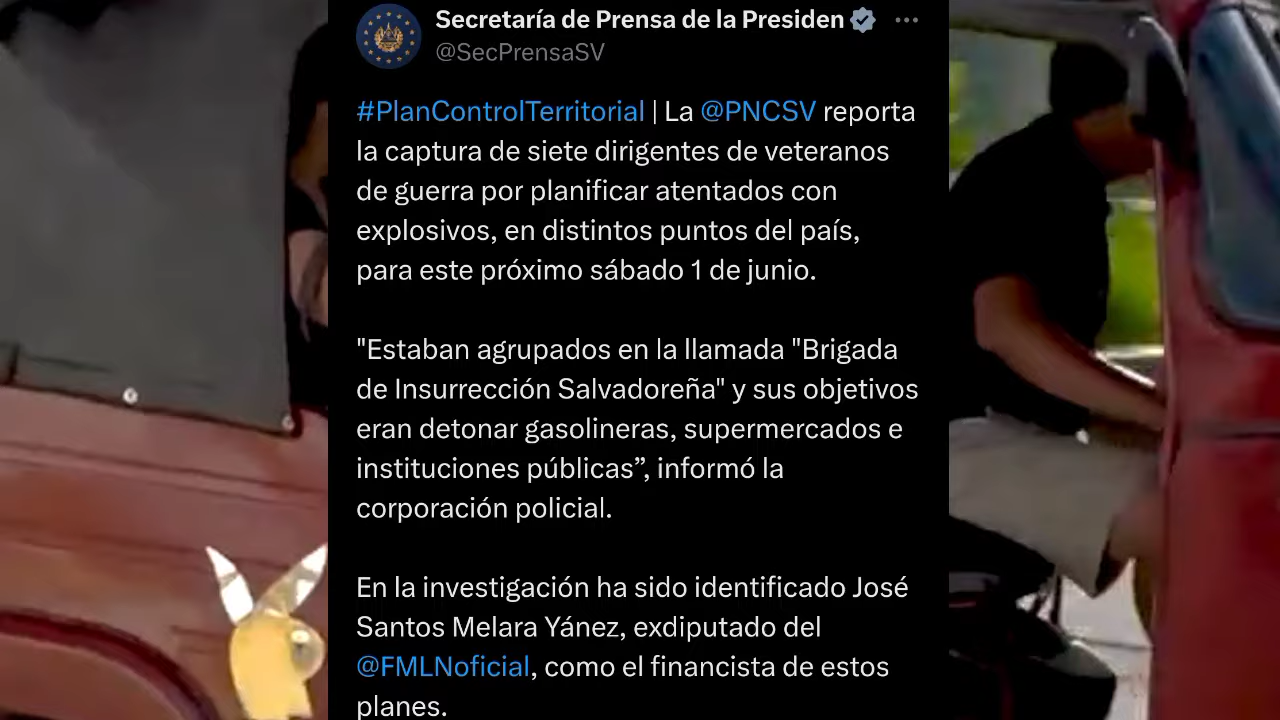 Secretaría de Prensa de la Presiden
@SecPrensaSV
#PlanControlTerritorial | La @PNCSV reporta
la captura de siete dirigentes de veteranos
de guerra por planificar atentados con
explosivos, en distintos puntos del país,
para este próximo sábado 1 de junio.
"Estaban agrupados en la llamada "Brigada
de Insurrección Salvadoreña" y sus objetivos
eran detonar gasolineras, supermercados e
instituciones públicas”, informó la
corporación policial.
En la investigación ha sido identificado José
Santos Melara Yánez, exdiputado del
@FMLNoficial, como el financista de estos
planes.